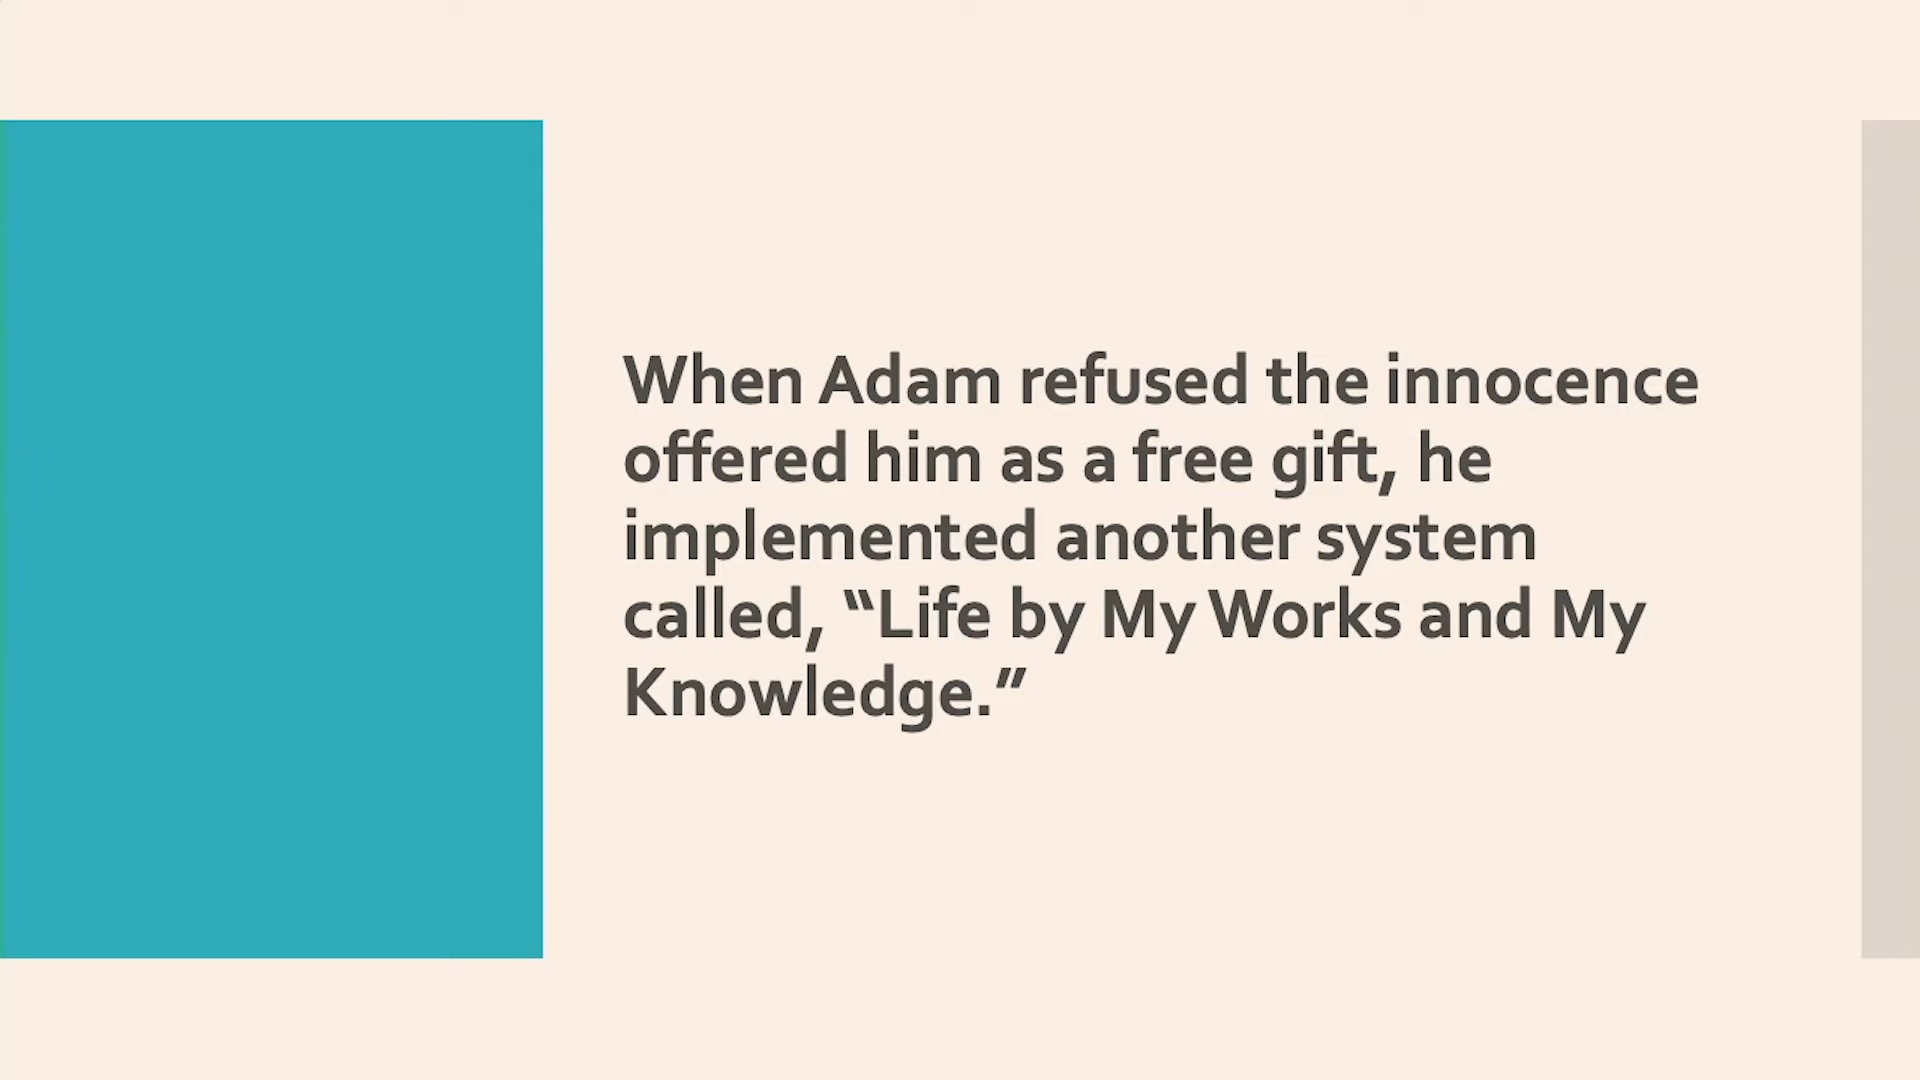 When Adam refused the innocence
offered him as a free gift, he
implemented another system
called, “Life by My Works and My
Knowledge.”